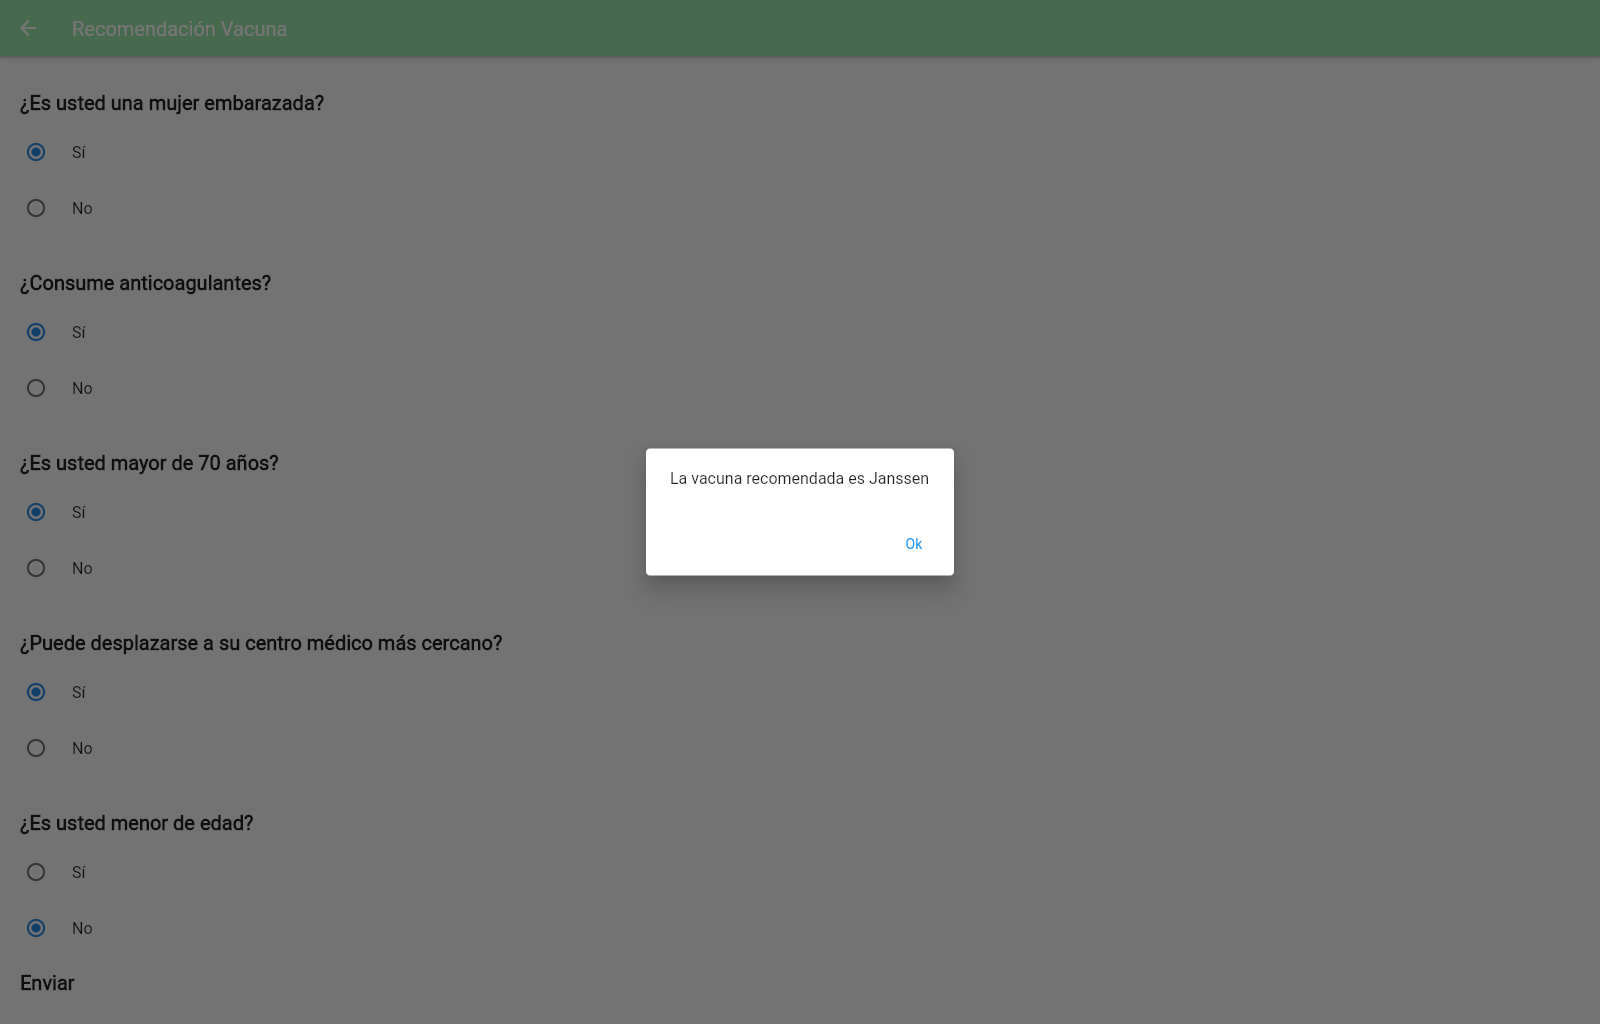 Recomendación Vacuna
¿Es usted una mujer embarazada?
Sí
No
¿Consume anticoagulantes?
Sí
No
¿Es usted mayor de 70 años?
Sí
No
La vacuna recomendada es Janssen
Ok
¿Puede desplazarse a su centro médico más cercano?
Sí
No
¿Es usted menor de edad?
Sí
No
Enviar